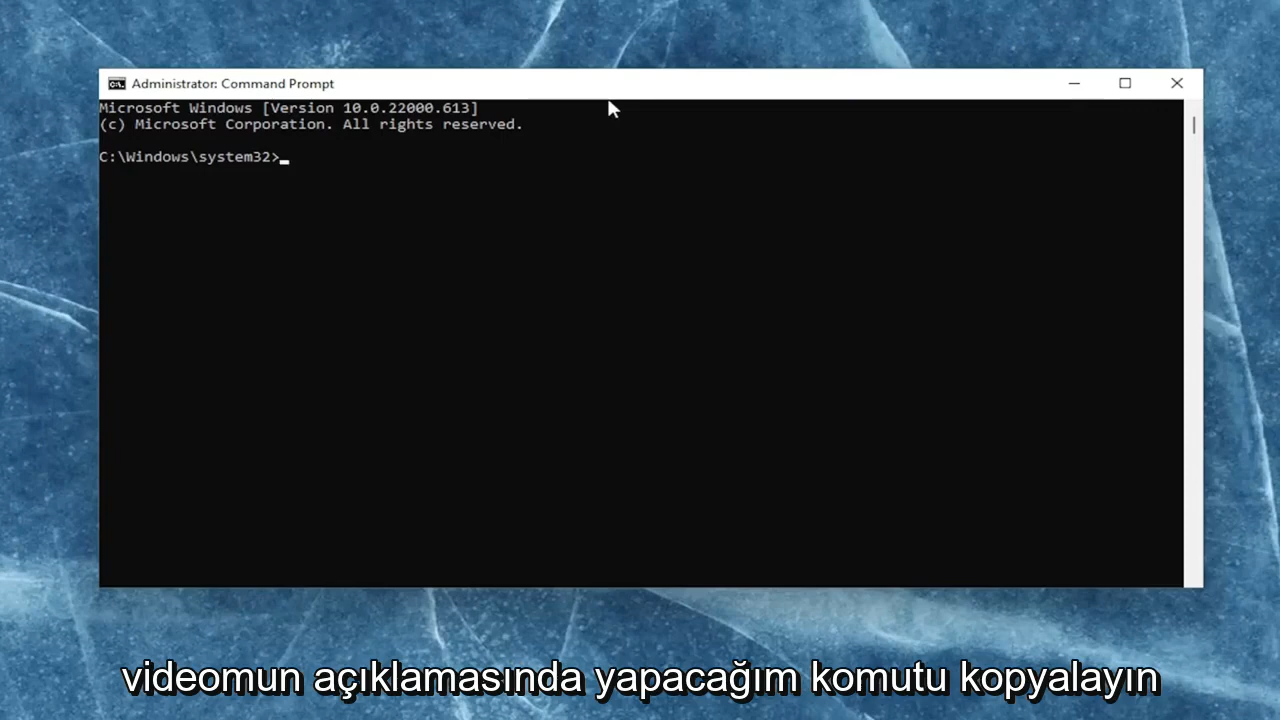 Administrator: Command Prompt
Microsoft Windows [Version 10.0.22000.613]
(c) Microsoft Corporation. All rights reserved.
C:\Windows\system32>
videomun açıklamasında yapacağım komutu kopyalayın